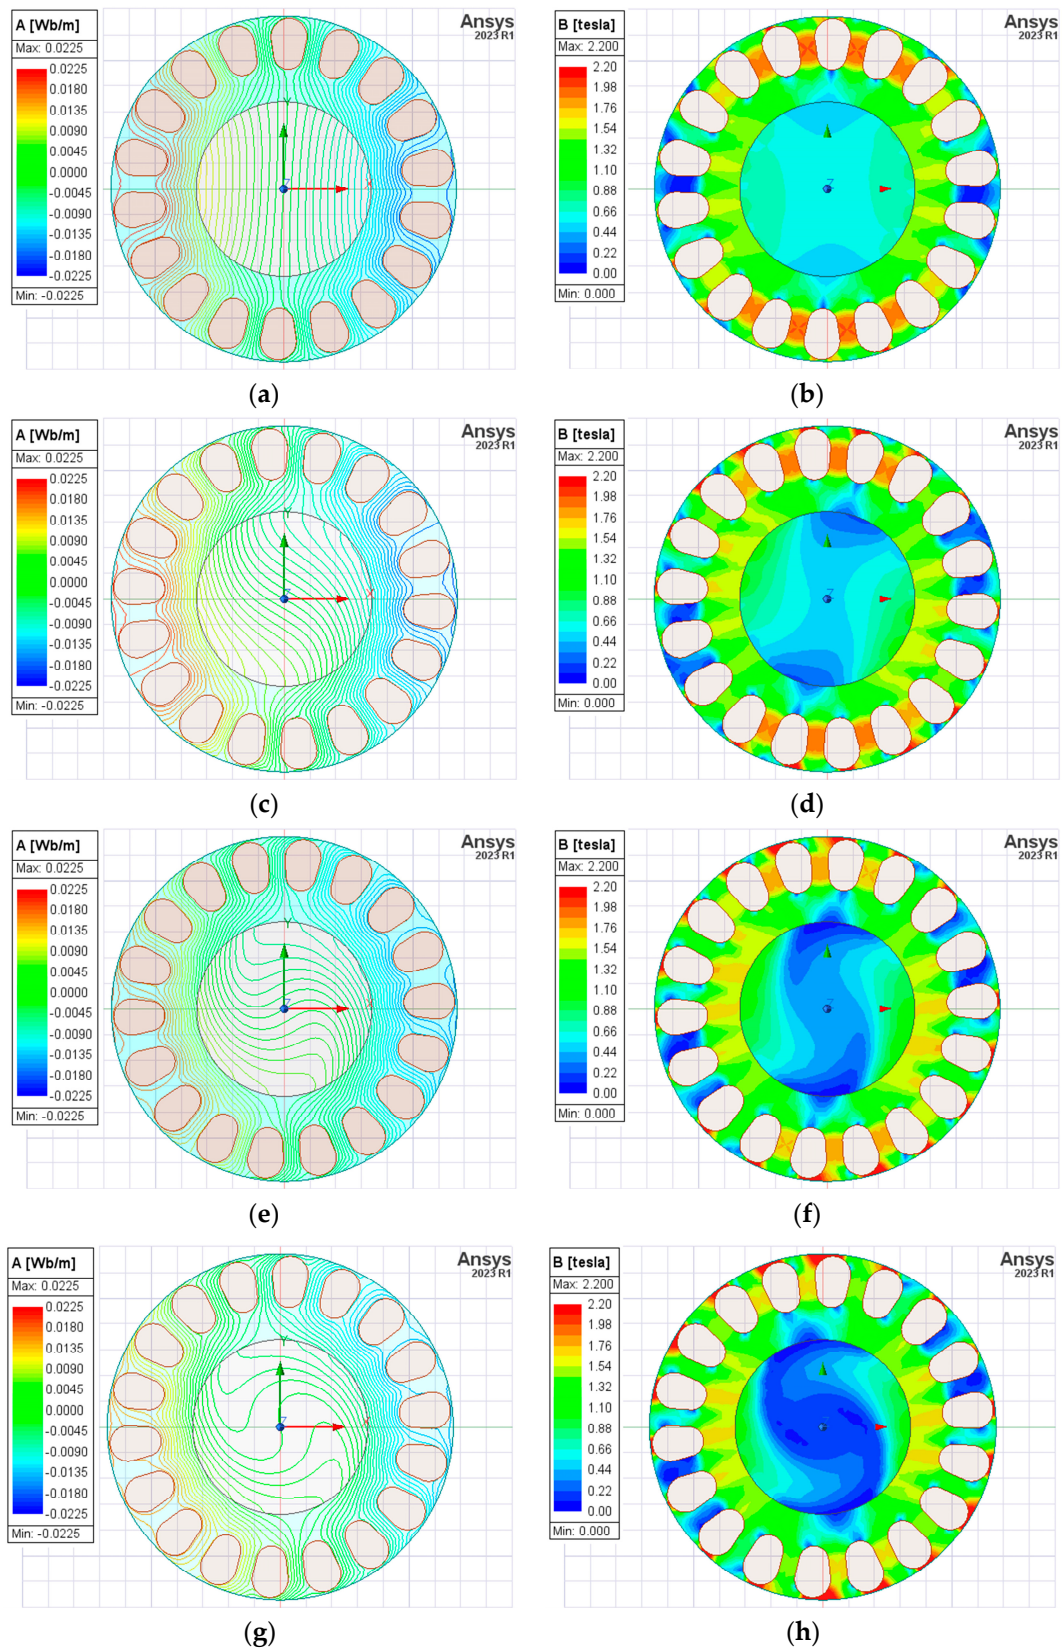 A [Wb/m]
Max: 0.0225
0.0225
0.0180
0.0135
0.0090
0.0045
0.0000
-0.0045
-0.0090
-0.0135
-0.0180
-0.0225
Min: -0.0225
Ansys
2023 R1
Y
Z
X
(a)
B [tesla]
Max: 2.200
2.20
1.98
1.76
1.54
1.32
1.10
0.88
0.66
0.44
0.22
0.00
Min: 0.000
Ansys
2023 R1
Z
(b)
A [Wb/m]
Max: 0.0225
0.0225
0.0180
0.0135
0.0090
0.0045
0.0000
-0.0045
-0.0090
-0.0135
-0.0180
-0.0225
Min: -0.0225
Ansys
2023 R1
Y
Z
X
(c)
B [tesla]
Max: 2.200
2.20
1.98
1.76
1.54
1.32
1.10
0.88
0.66
0.44
0.22
0.00
Min: 0.000
Ansys
2023 R1
Z
(d)
A [Wb/m]
Max: 0.0225
0.0225
0.0180
0.0135
0.0090
0.0045
0.0000
-0.0045
-0.0090
-0.0135
-0.0180
-0.0225
Min: -0.0225
Ansys
2023 R1
Y
Z
X
(e)
B [tesla]
Max: 2.200
2.20
1.98
1.76
1.54
1.32
1.10
0.88
0.66
0.44
0.22
0.00
Min: 0.000
Ansys
2023 R1
Z
(f)
A [Wb/m]
Max: 0.0225
0.0225
0.0180
0.0135
0.0090
0.0045
0.0000
-0.0045
-0.0090
-0.0135
-0.0180
-0.0225
Min: -0.0225
Ansys
2023 R1
Y
Z
X
(g)
B [tesla]
Max: 2.200
2.20
1.98
1.76
1.54
1.32
1.10
0.88
0.66
0.44
0.22
0.00
Min: 0.000
Ansys
2023 R1
Z
(h)